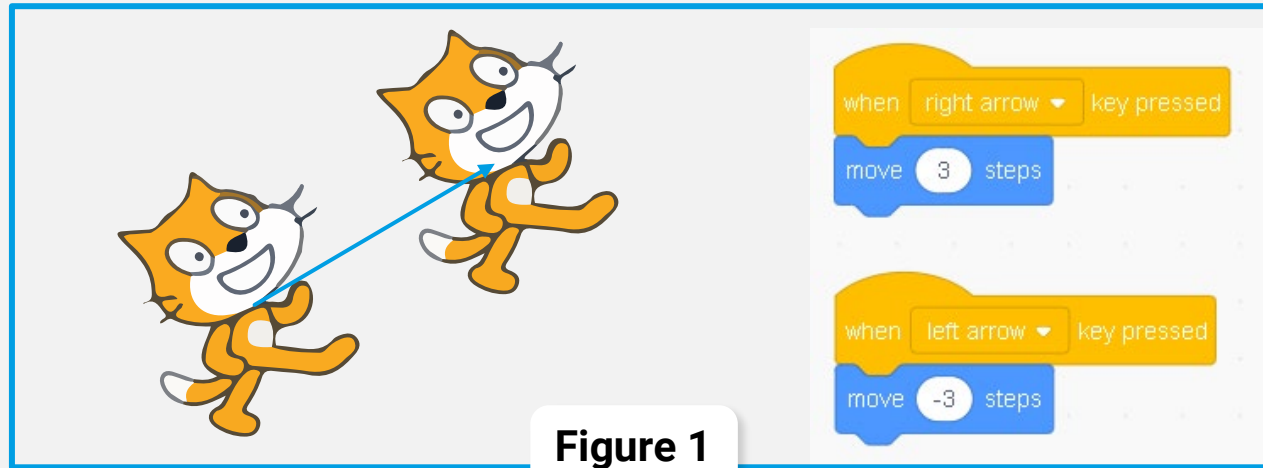 when right arrow key pressed
move 3 steps
when left arrow key pressed
move -3 steps
Figure 1